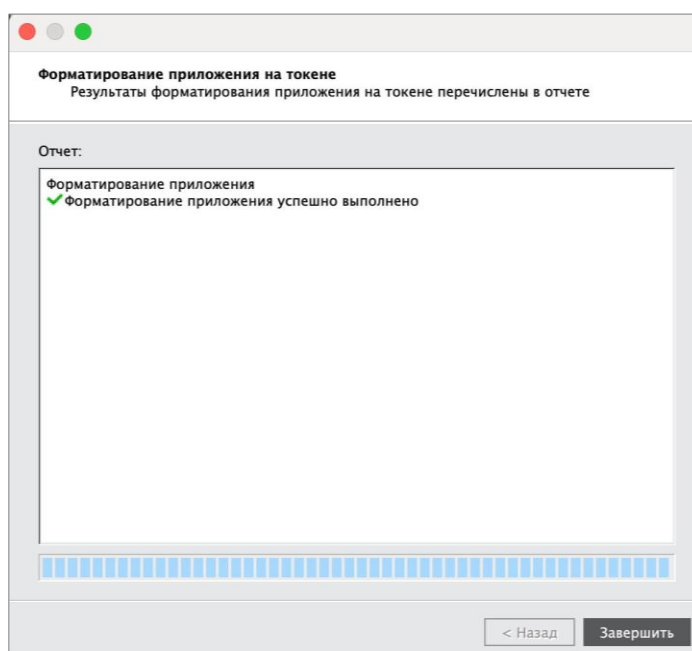 Форматирование приложения на токене
Результаты форматирования приложения на токене перечислены в отчете
Отчет:
Форматирование приложения
Форматирование приложения успешно выполнено
< Назад
Завершить